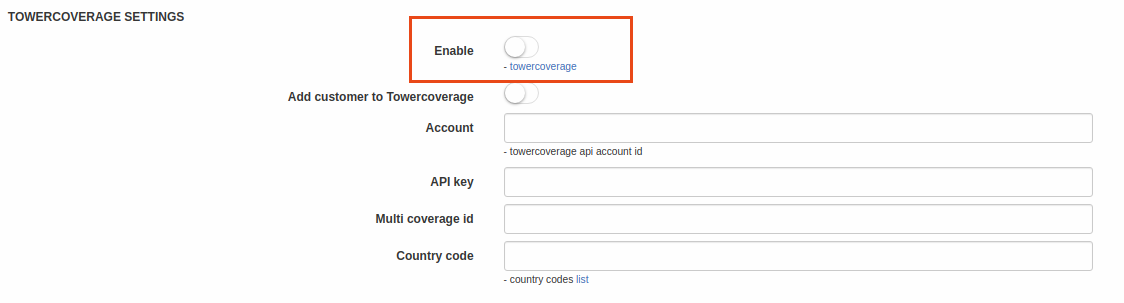 TOWERCOVERAGE SETTINGS
Enable
- towercoverage
Add customer to Towercoverage
Account
- towercoverage api account id
API key
Multi coverage id
Country code
- country codes list